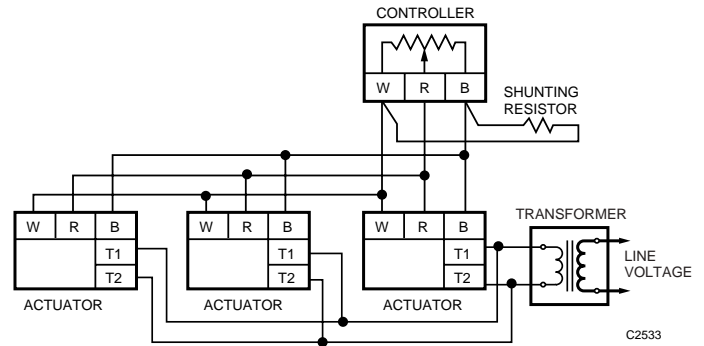 CONTROLLER
W R B
SHUNTING
RESISTOR
W R B
T1
T2
ACTUATOR
W R B
T1
T2
ACTUATOR
W R B
T1
T2
ACTUATOR
TRANSFORMER
LINE
VOLTAGE
C2533